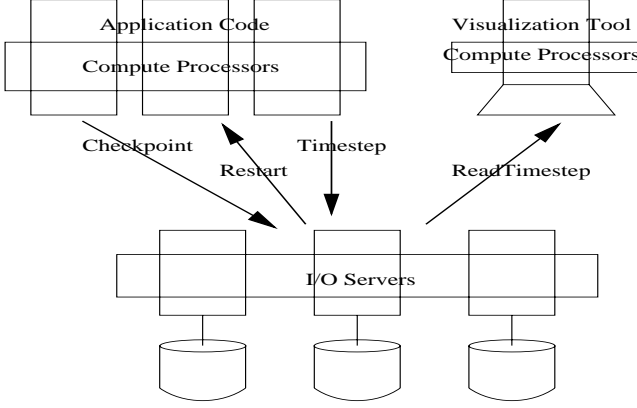 Application Code
Visualization Tool
Compute Processors
Compute Processors
Checkpoint
Timestep
Restart
ReadTimestep
I/O Servers